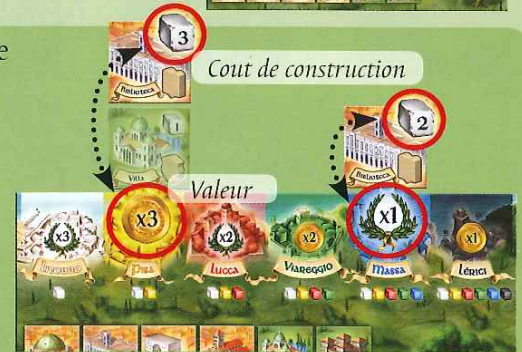 e
3
Cout de construction
Biblioteca
1
2
Villa
Biblioteca
Valeur
x3
x3
x2
x2
x1
x1
Livorno
Pisa
Lucca
Viareggio
Massa
Lérici